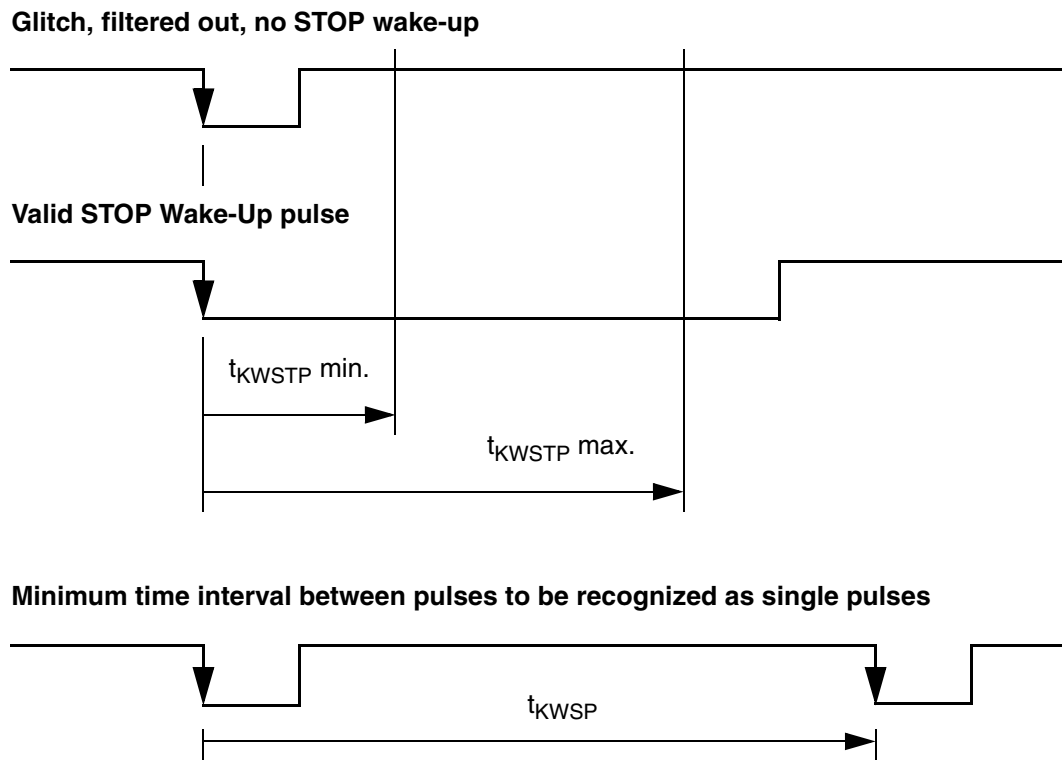 Glitch, filtered out, no STOP wake-up
Valid STOP Wake-Up pulse
tKWSTP min.
tKWSTP max.
Minimum time interval between pulses to be recognized as single pulses
tKWSP